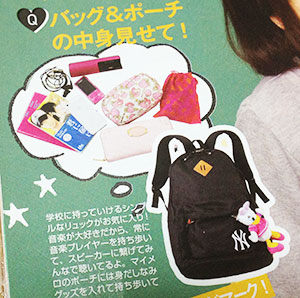 Q バッグ&ポーチ
の中身見せて!
学校に持っていけるシンプ
ルなリュックがお気に入り!
音楽が大好きだから、常に
音楽プレイヤーを持ち歩い
て、スピーカーに繋げてみ
んなで聴いてるよ。マイメ
ロのポーチには身だしなみ
グッズを入れて持ち歩いて
NY
ーク!